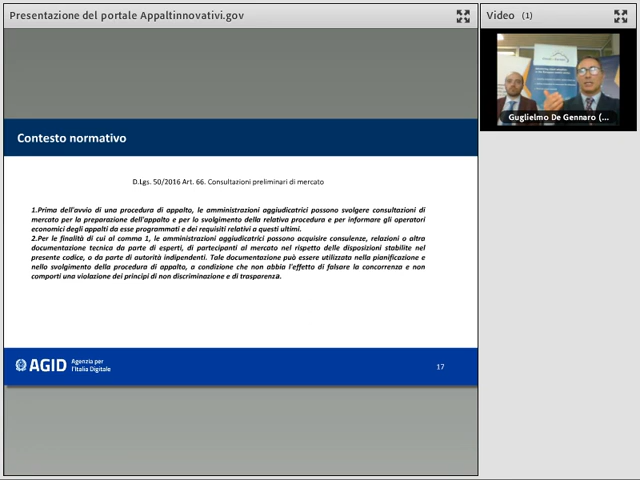 Presentazione del portale Appaltinnovativi.gov
Video (1)
Guglielmo De Gennaro (...
Contesto normativo
D.Lgs. 50/2016 Art. 66. Consultazioni preliminari di mercato
1.Prima dell'avvio di una procedura di appalto, le amministrazioni aggiudicatrici possono svolgere consultazioni di
mercato per la preparazione dell'appalto e per lo svolgimento della relativa procedura e per informare gli operatori
economici degli appalti da esse programmati e dei requisiti relativi a questi ultimi.
2.Per le finalità di cui al comma 1, le amministrazioni aggiudicatrici possono acquisire consulenze, relazioni o altra
documentazione tecnica da parte di esperti, di partecipanti al mercato nel rispetto delle disposizioni stabilite nel
presente codice, o da parte di autorità indipendenti. Tale documentazione può essere utilizzata nella pianificazione e
nello svolgimento della procedura di appalto, a condizione che non abbia l'effetto di falsare la concorrenza e non
comporti una violazione dei principi di non discriminazione e di trasparenza.
AGID
Agenzia per
l'Italia Digitale
17